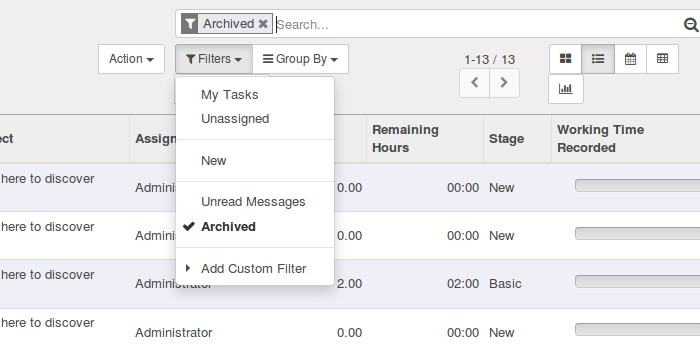 Archived Search...
Action Filters Group By 1-13 / 13
My Tasks
Unassigned
New
Unread Messages
Archived
Add Custom Filter
ect Assign Remaining Hours Stage Working Time Recorded
here to discover
Administrator 0.00 00:00 New
here to discover
Administrator 0.00 00:00 New
here to discover
Administrator 2.00 02:00 Basic
here to discover
Administrator 0.00 00:00 New